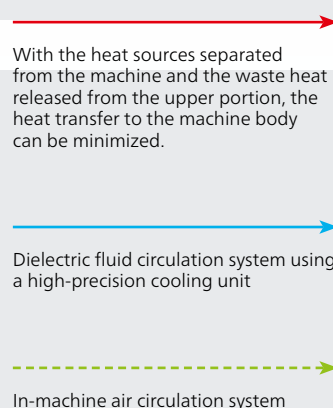 With the heat sources separated
from the machine and the waste heat
released from the upper portion, the
heat transfer to the machine body
can be minimized.
Dielectric fluid circulation system using
a high-precision cooling unit
In-machine air circulation system